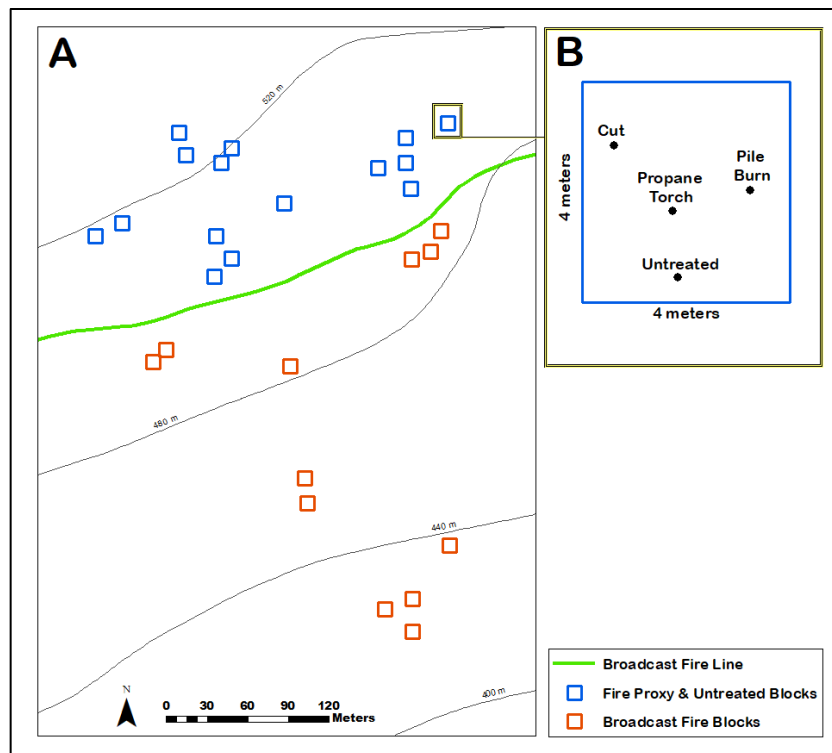 A
520 m
480 m
440 m
400 m
N
0 30 60 90 120
Meters
B
Cut
Pile
Burn
Propane
Torch
Untreated
4 meters
4 meters
Broadcast Fire Line
Fire Proxy & Untreated Blocks
Broadcast Fire Blocks